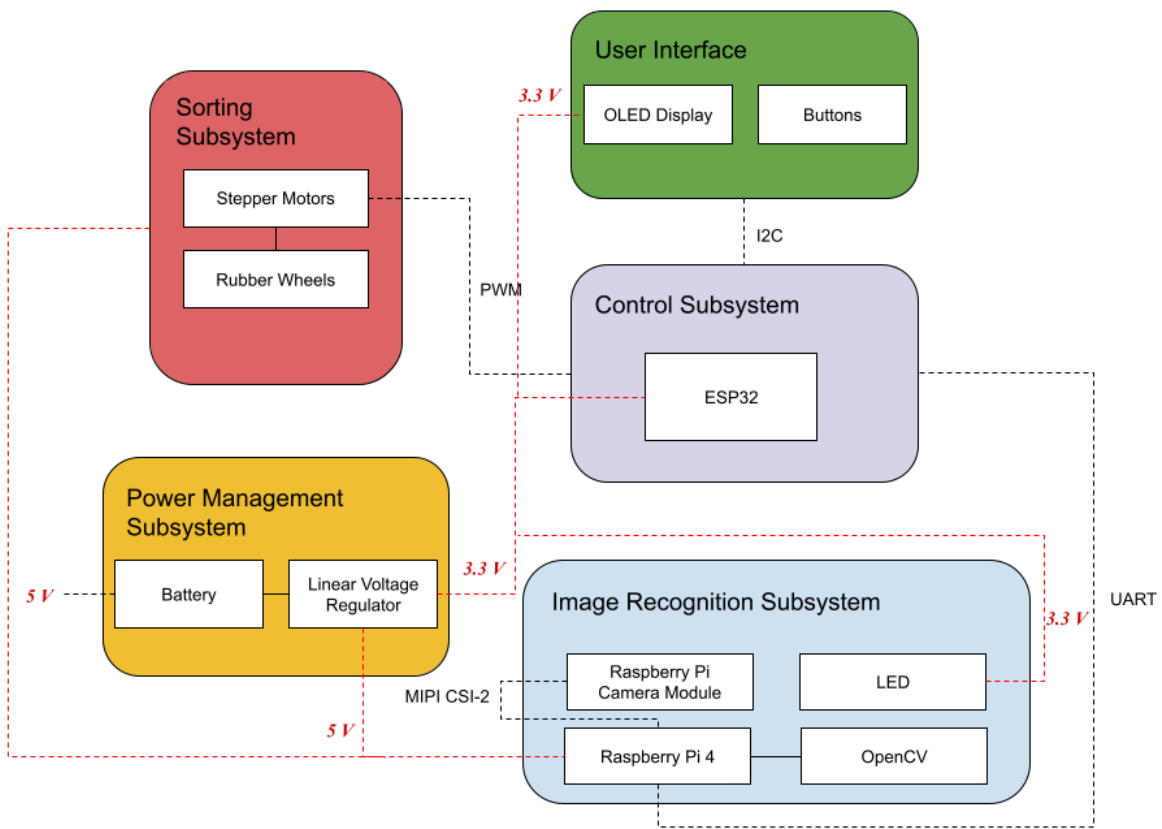 User Interface
3.3 V
OLED Display
Buttons
Sorting
Subsystem
Stepper Motors
Rubber Wheels
I2C
PWM
Control Subsystem
ESP32
Power Management
Subsystem
5 V
Battery
Linear Voltage
Regulator
3.3 V
Image Recognition Subsystem
UART
3.3 V
MIPI CSI-2
Raspberry Pi
Camera Module
LED
5 V
Raspberry Pi 4
OpenCV